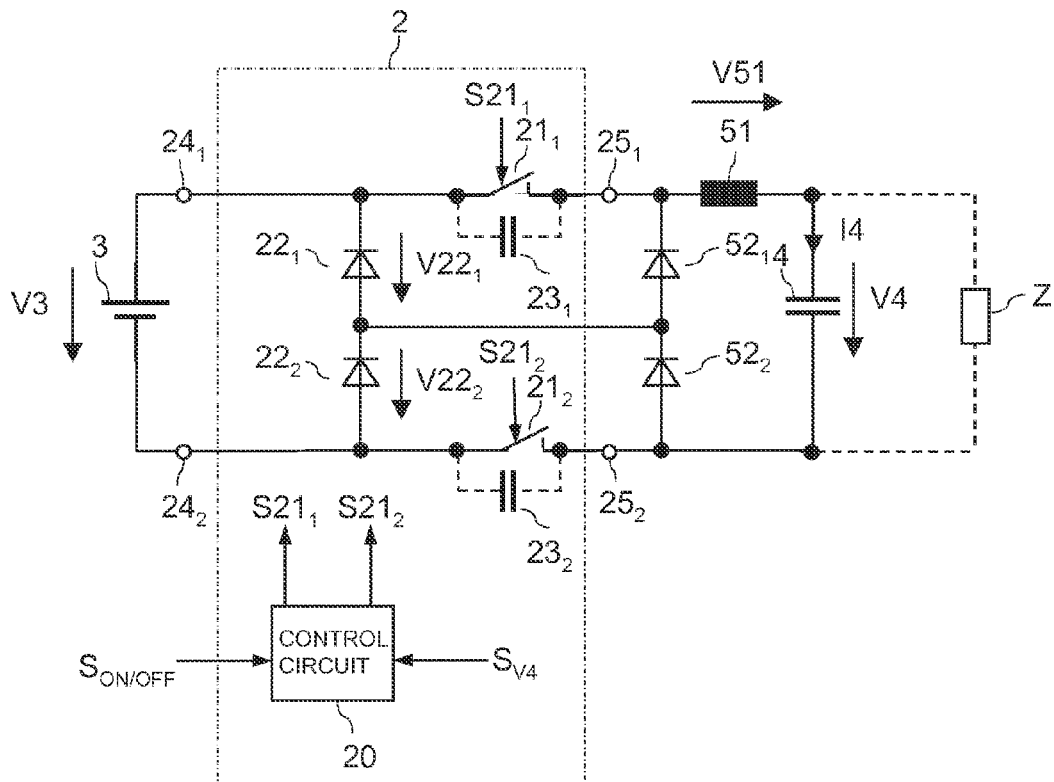 2
V51
S21₁
24₁
21₁
25₁
51
3
22₁
V22₁
23₁
52₁
4
I4
V3
V4
Z
S21₂
22₂
V22₂
21₂
52₂
24₂
S21₁
S21₂
23₂
25₂
CONTROL
CIRCUIT
S_ON/OFF
S_V4
20